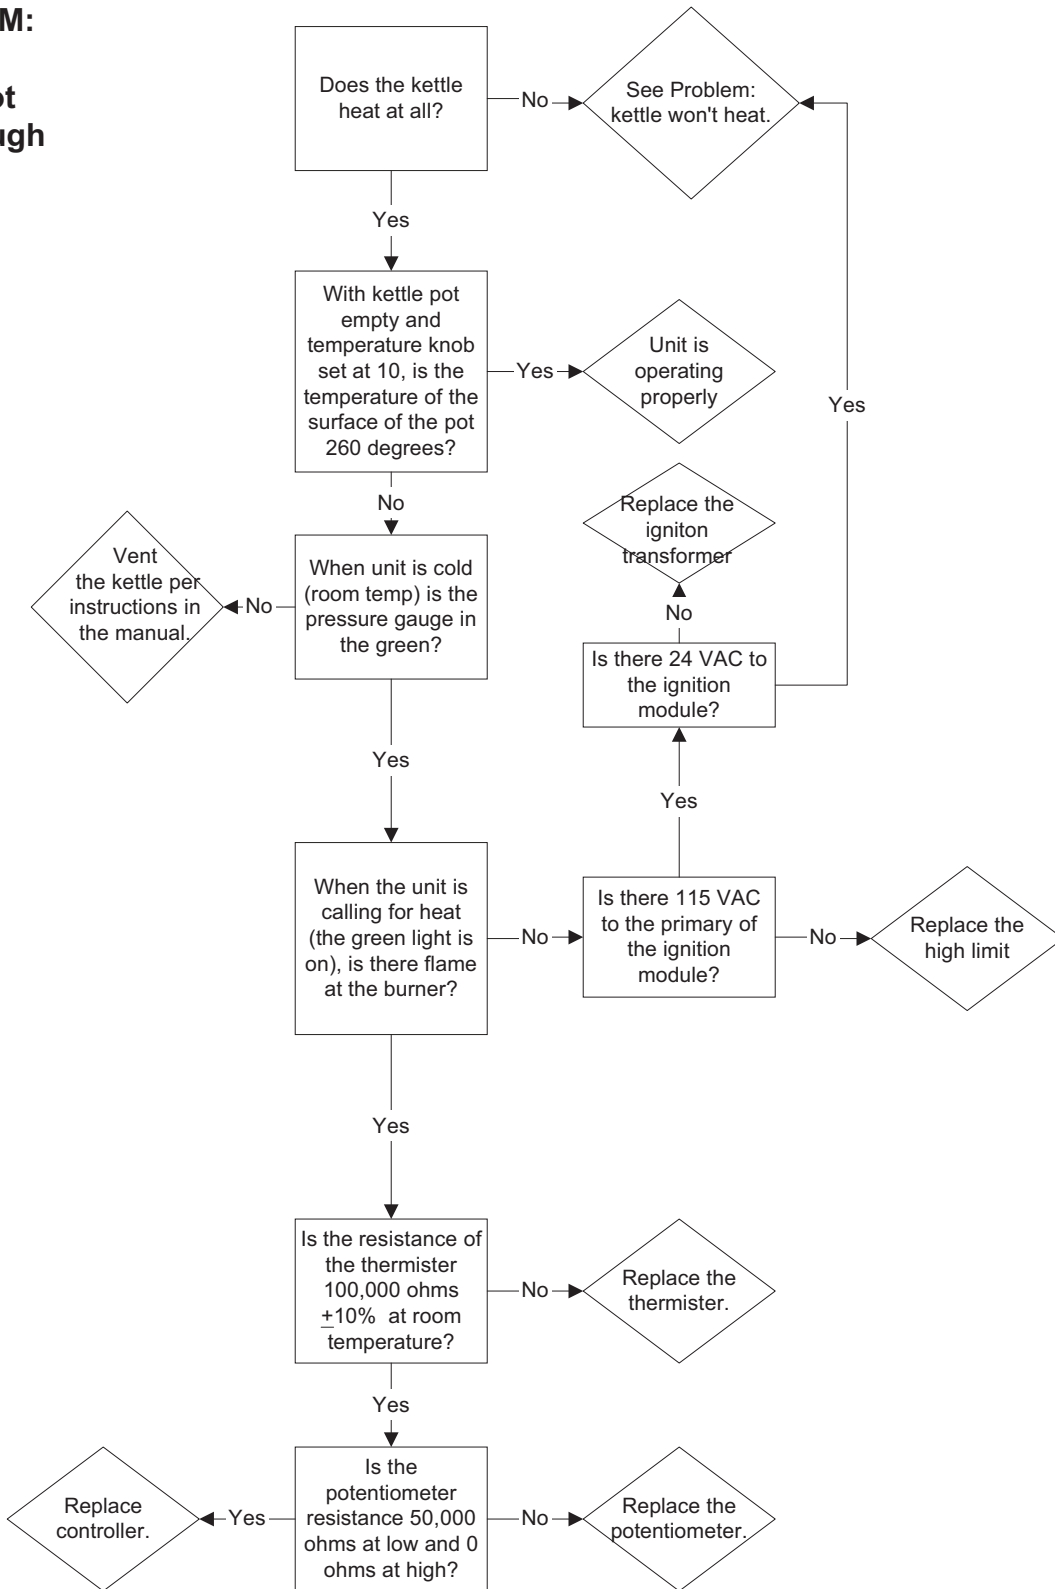 M:
ot
ugh
Does the kettle
heat at all?
No
See Problem:
kettle won't heat.
Yes
With kettle pot
empty and
temperature knob
set at 10, is the
temperature of the
surface of the pot
260 degrees?
Yes
Unit is
operating
properly
Yes
No
Replace the
igniton
transformer
Vent
the kettle per
instructions in
the manual.
No
When unit is cold
(room temp) is the
pressure gauge in
the green?
No
Is there 24 VAC to
the ignition
module?
Yes
Yes
When the unit is
calling for heat
(the green light is
on), is there flame
at the burner?
No
Is there 115 VAC
to the primary of
the ignition
module?
No
Replace the
high limit
Yes
Is the resistance of
the thermister
100,000 ohms
±10% at room
temperature?
No
Replace the
thermister.
Yes
Replace
controller.
Yes
Is the
potentiometer
resistance 50,000
ohms at low and 0
ohms at high?
No
Replace the
potentiometer.